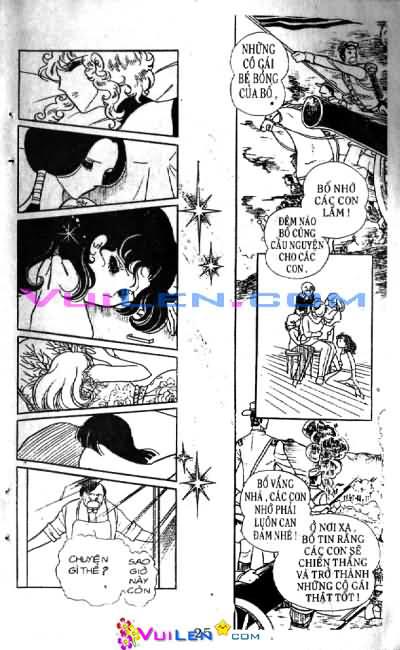 NHỮNG
CÔ GÁI
BÉ BỎNG
CỦA BỐ,
BỐ NHỚ
CÁC CON
LẮM !
ĐÊM NÀO
BỐ CŨNG
CẦU NGUYỆN
CHO CÁC
CON.
VuiLen.com
BỐ VẮNG
NHÀ, CÁC CON
NHỚ PHẢI
LUÔN CAN
ĐẢM NHÉ !
Ở NƠI XA,
BỐ TIN RẰNG
CÁC CON SẼ
CHIẾN THẮNG
VÀ TRỞ THÀNH
NHỮNG CÔ GÁI
THẬT TỐT !
CHUYỆN
GÌ THẾ ?
SAO
GIỜ
NÀY
CÒN
25
VuiLen.com